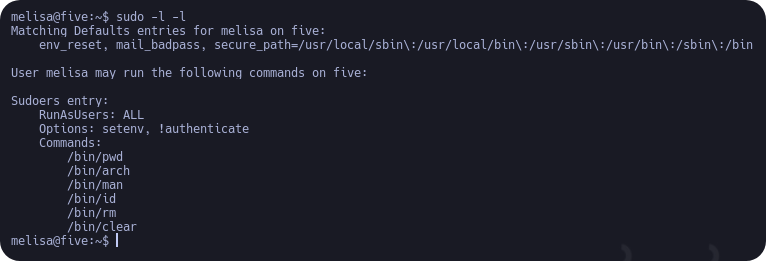 melisa@five:~$ sudo -l -l
Matching Defaults entries for melisa on five:
env_reset, mail_badpass, secure_path=/usr/local/sbin\:/usr/local/bin\:/usr/sbin\:/usr/bin\:/sbin\:/bin
User melisa may run the following commands on five:
Sudoers entry:
RunAsUsers: ALL
Options: setenv, !authenticate
Commands:
/bin/pwd
/bin/arch
/bin/man
/bin/id
/bin/rm
/bin/clear
melisa@five:~$